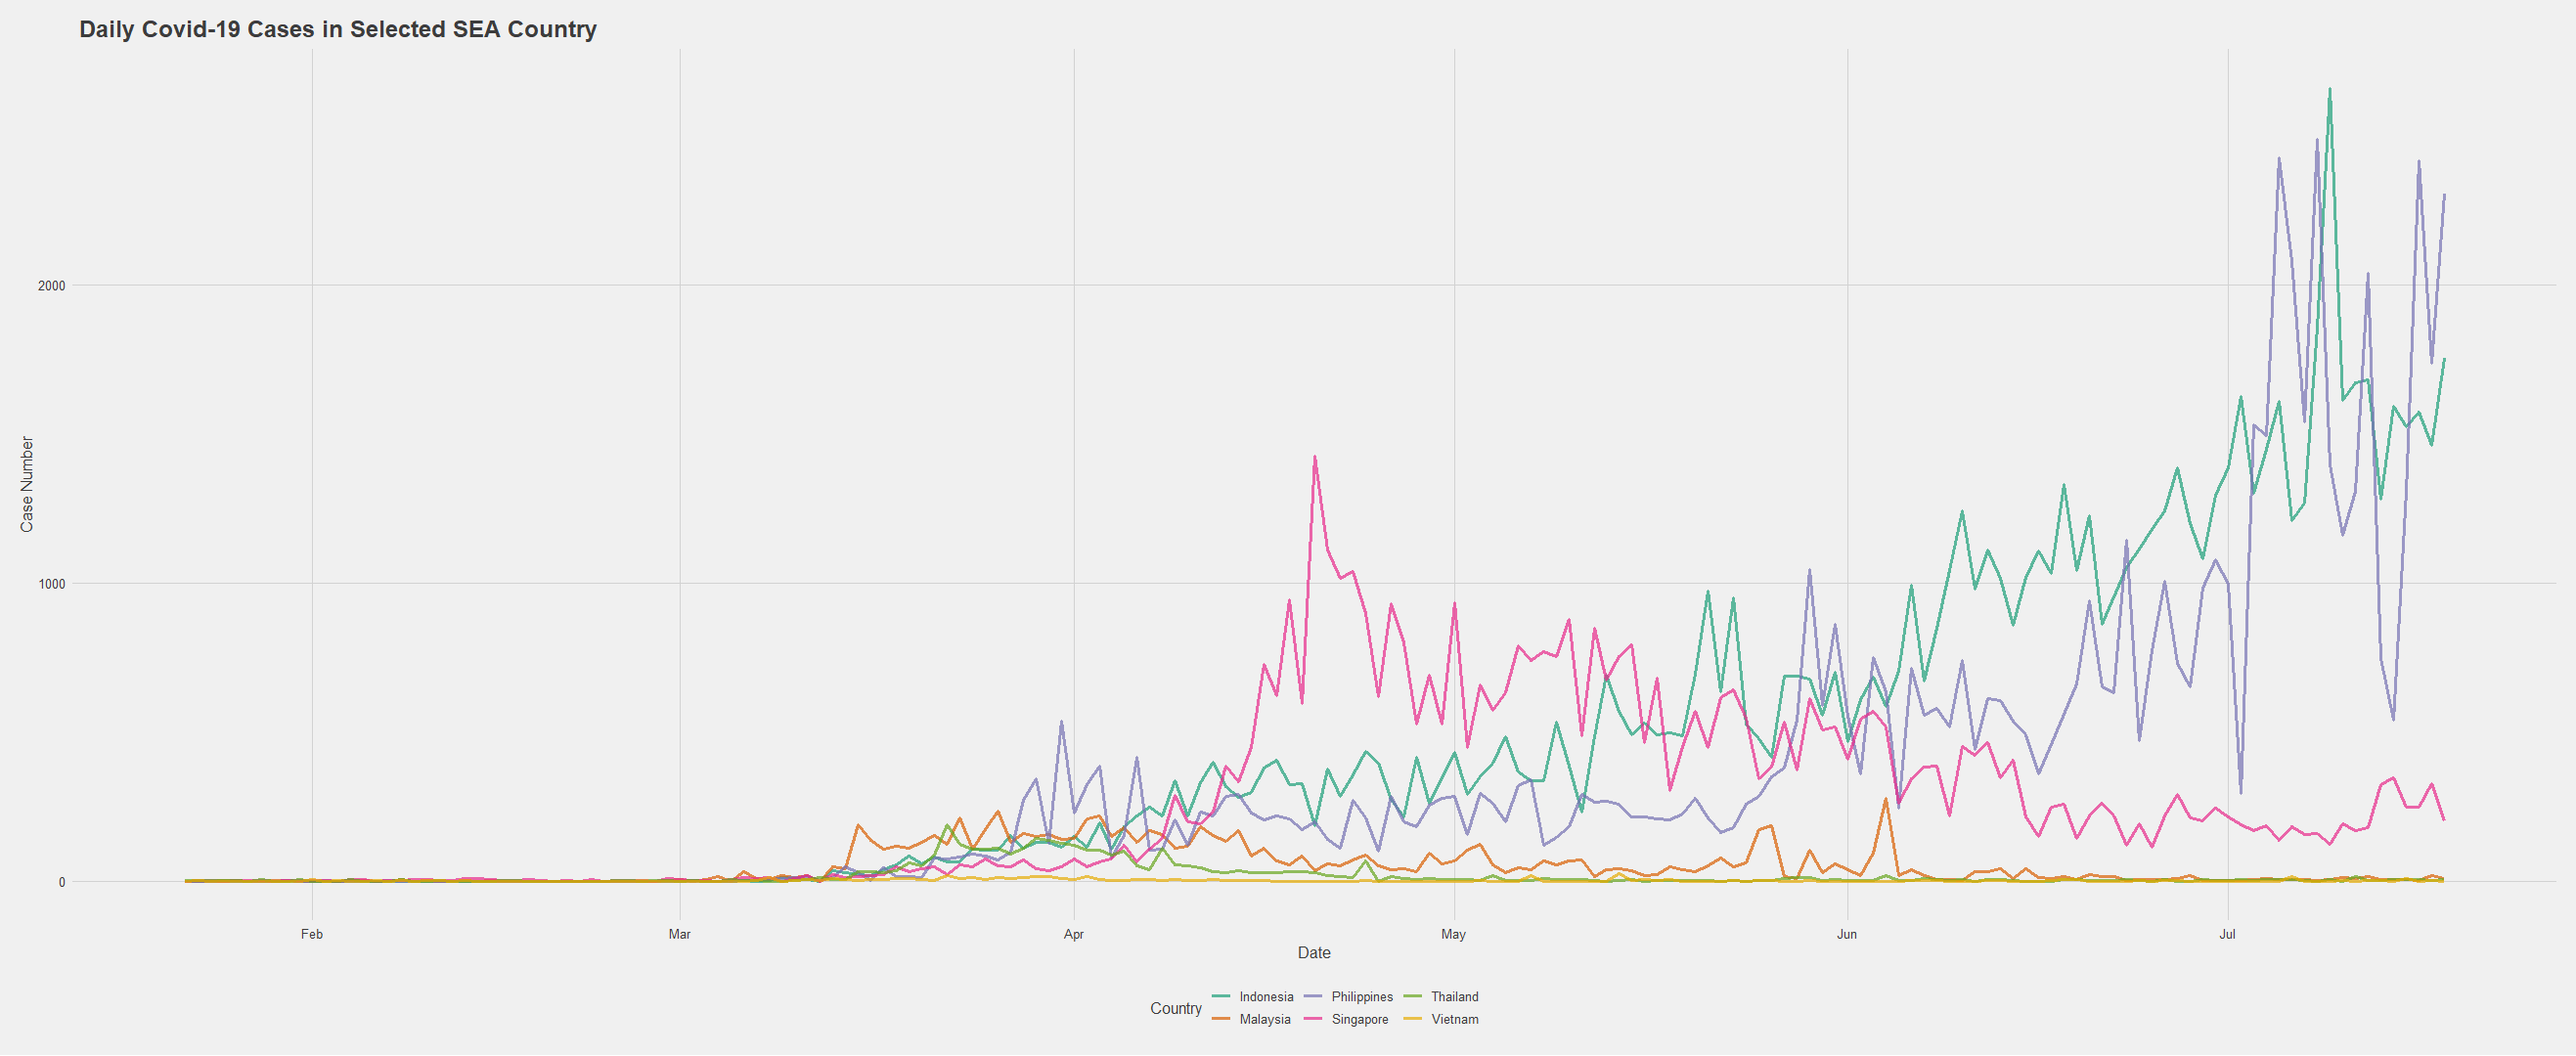 Daily Covid-19 Cases in Selected SEA Country
Case Number
2000
1000
0
Feb Mar Apr May Jun Jul
Date
Country
Indonesia Philippines Thailand
Malaysia Singapore Vietnam